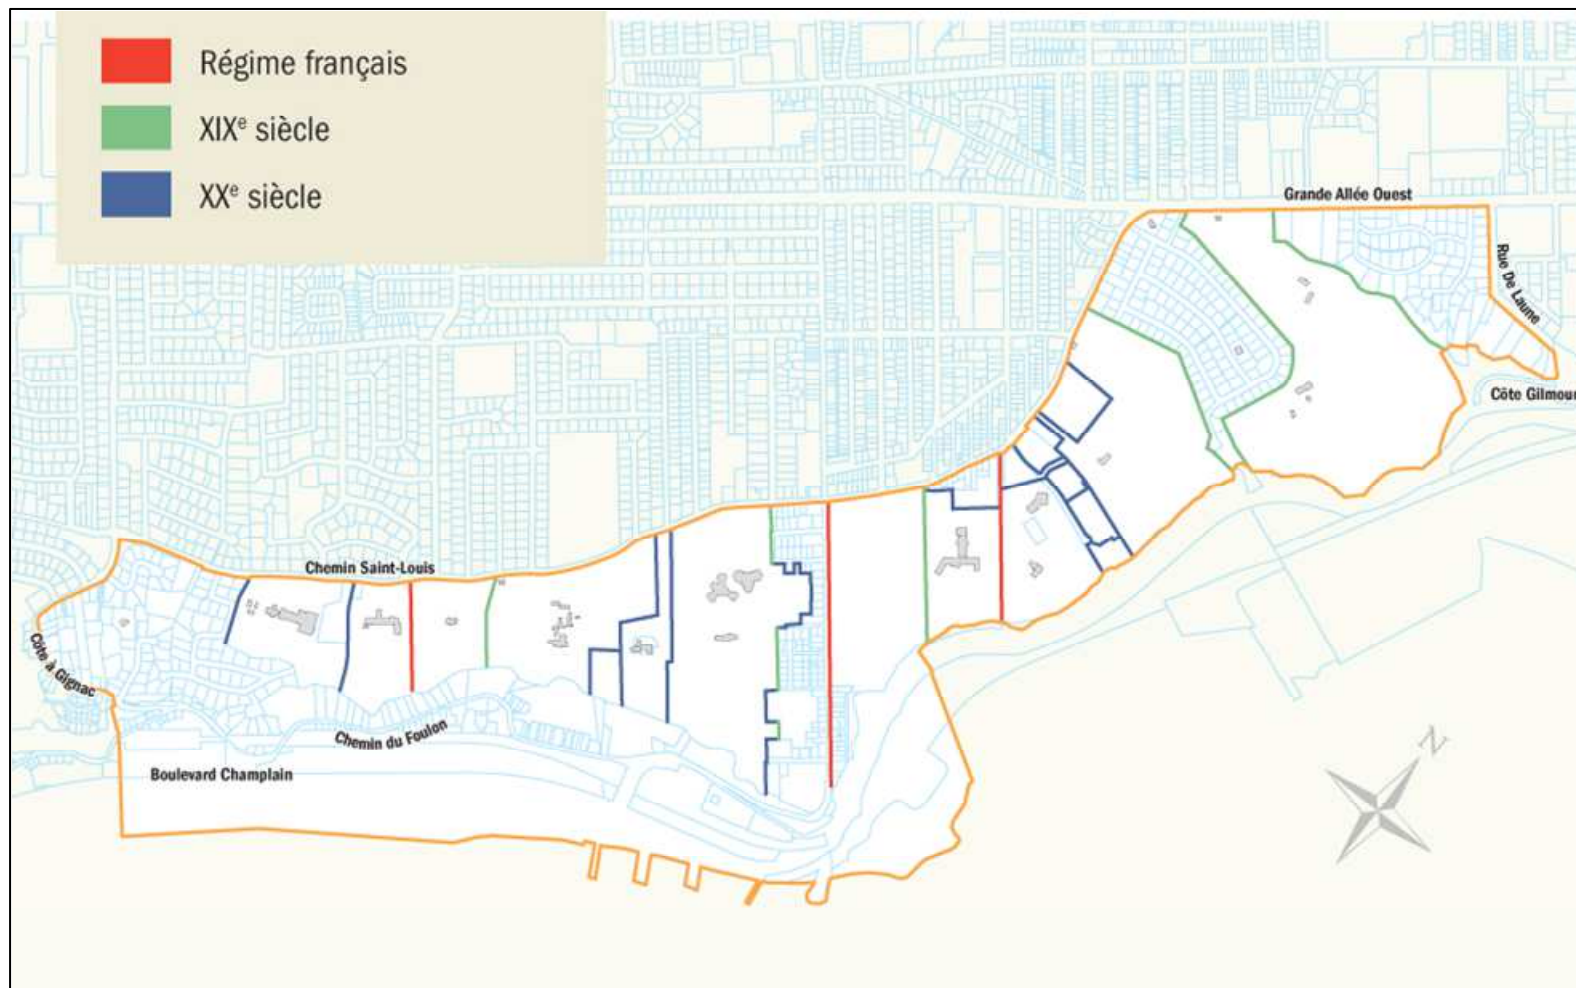 Régime français
XIXe siècle
XXe siècle
Grande Allée Ouest
Rue De Laune
Côte Gilmour
Chemin Saint-Louis
Côte à Gignac
Chemin du Foulon
Boulevard Champlain
N